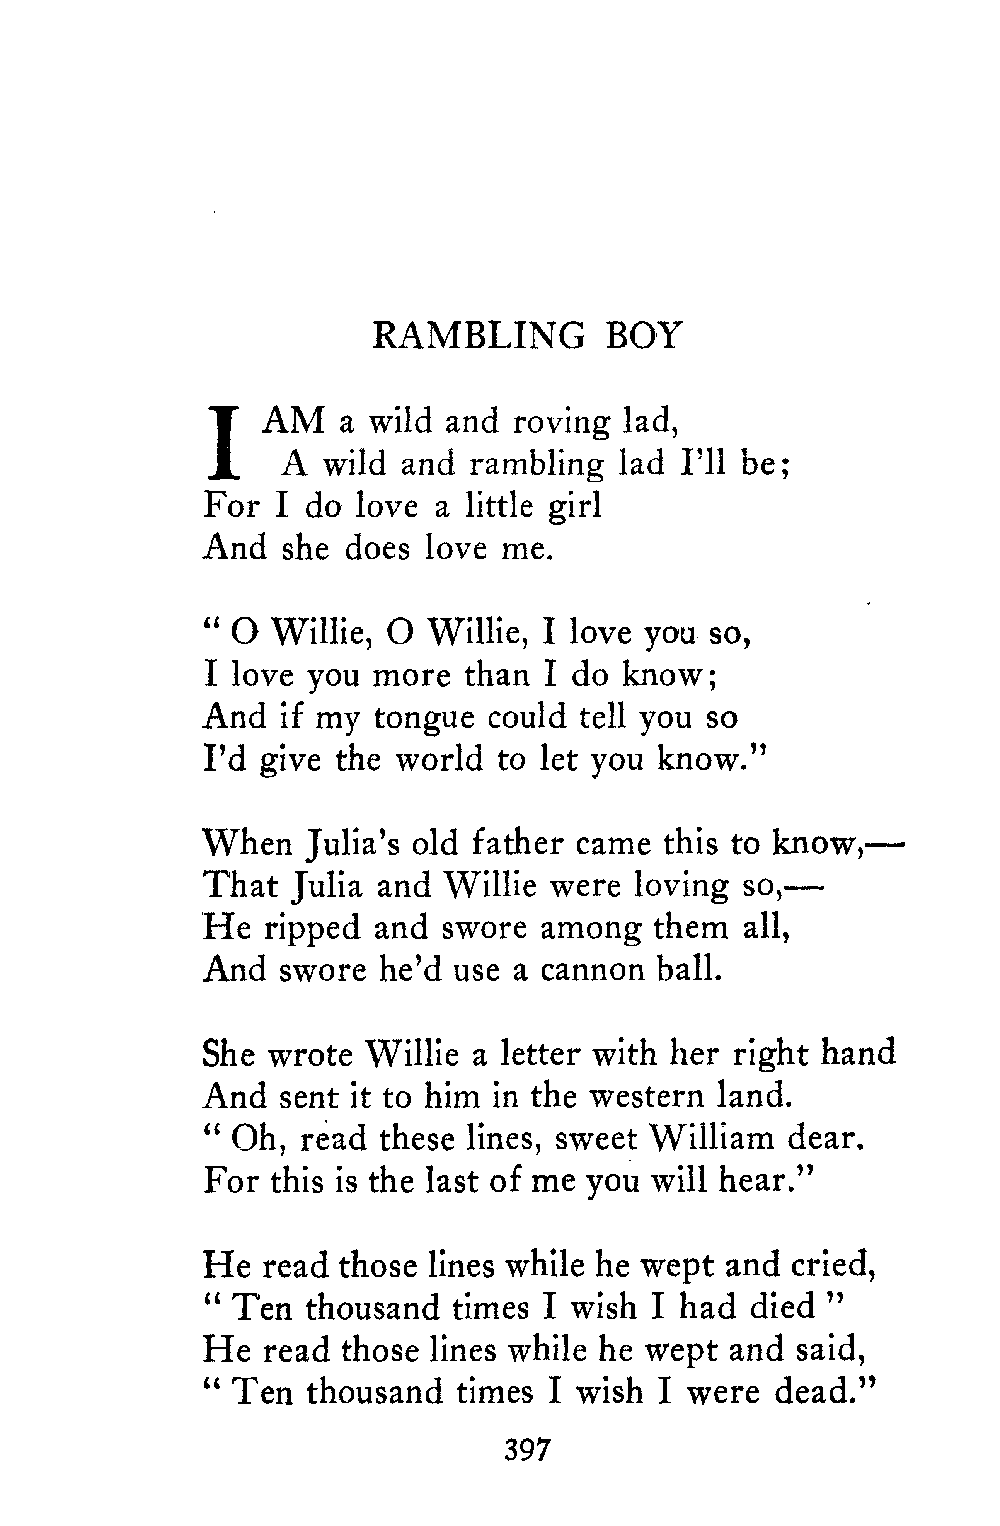 RAMBLING BOY
I AM a wild and roving lad,
A wild and rambling lad I'll be;
For I do love a little girl
And she does love me.
“ O Willie, O Willie, I love you so,
I love you more than I do know;
And if my tongue could tell you so
I'd give the world to let you know.”
When Julia's old father came this to know,—
That Julia and Willie were loving so,—
He ripped and swore among them all,
And swore he'd use a cannon ball.
She wrote Willie a letter with her right hand
And sent it to him in the western land.
“ Oh, read these lines, sweet William dear.
For this is the last of me you will hear.”
He read those lines while he wept and cried,
“ Ten thousand times I wish I had died ”
He read those lines while he wept and said,
“ Ten thousand times I wish I were dead.”
397